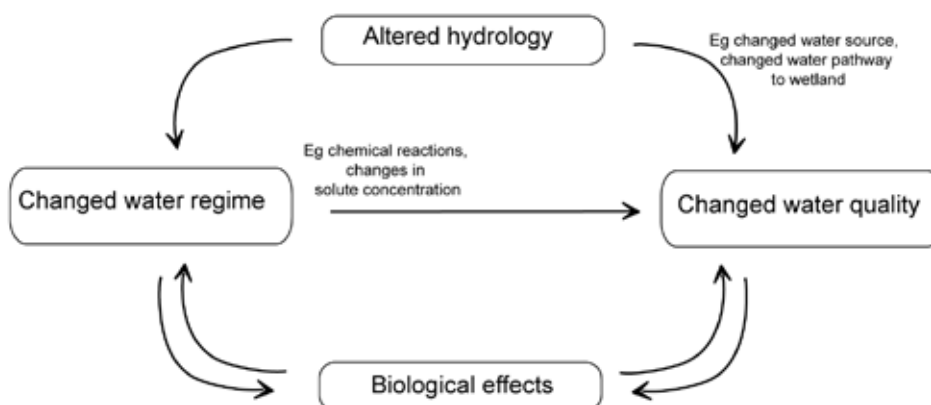 Altered hydrology
Eg changed water source,
changed water pathway
to wetland
Eg chemical reactions,
changes in
solute concentration
Changed water regime
Changed water quality
Biological effects